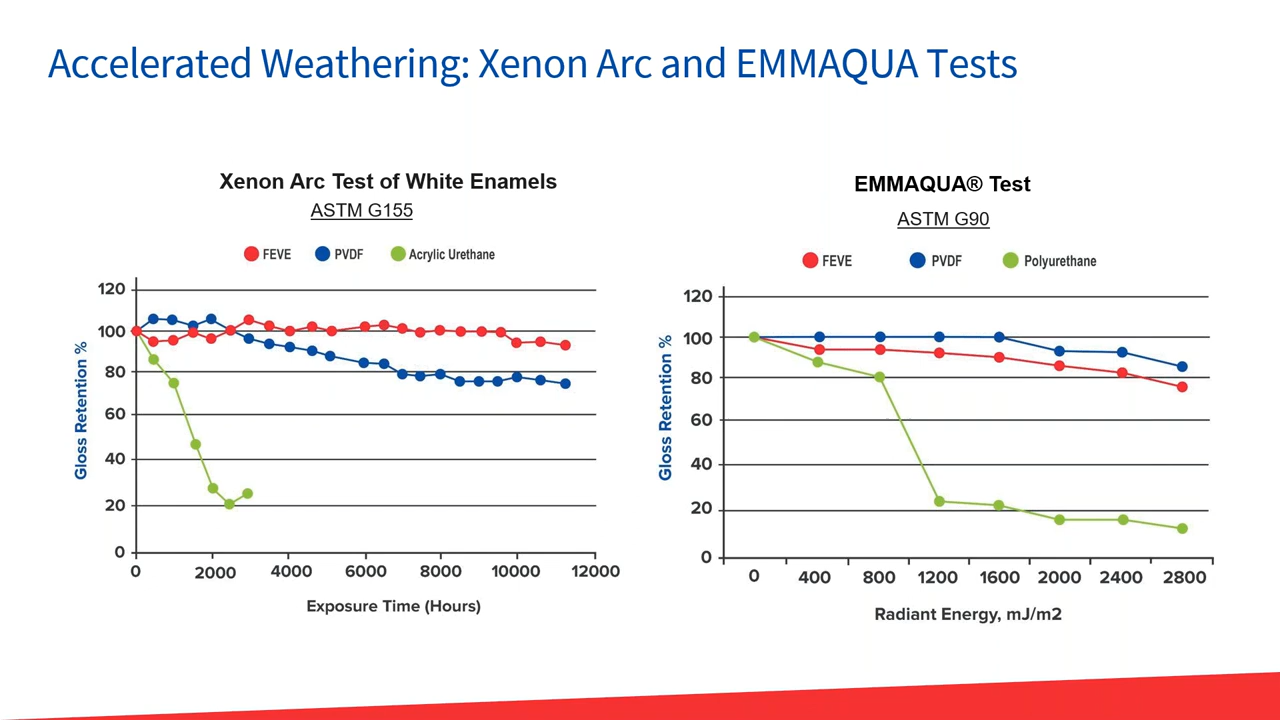 Accelerated Weathering: Xenon Arc and EMMAQUA Tests
Xenon Arc Test of White Enamels
ASTM G155
FEVE PVDF Acrylic Urethane
120
100
80
60
40
20
0
Gloss Retention %
0 2000 4000 6000 8000 10000 12000
Exposure Time (Hours)
EMMAQUA® Test
ASTM G90
FEVE PVDF Polyurethane
120
100
80
60
40
20
0
Gloss Retention %
0 400 800 1200 1600 2000 2400 2800
Radiant Energy, mJ/m2